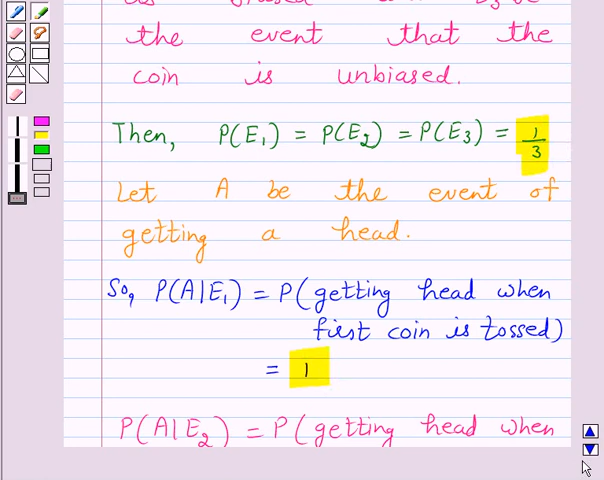 the event that the
coin is unbiased.
Then, P(E₁) = P(E₂) = P(E₃) = 1/3
Let A be the event of
getting a head.
So, P(A|E₁) = P(getting head when
first coin is tossed)
= 1
P(A|E₂) = P(getting head when